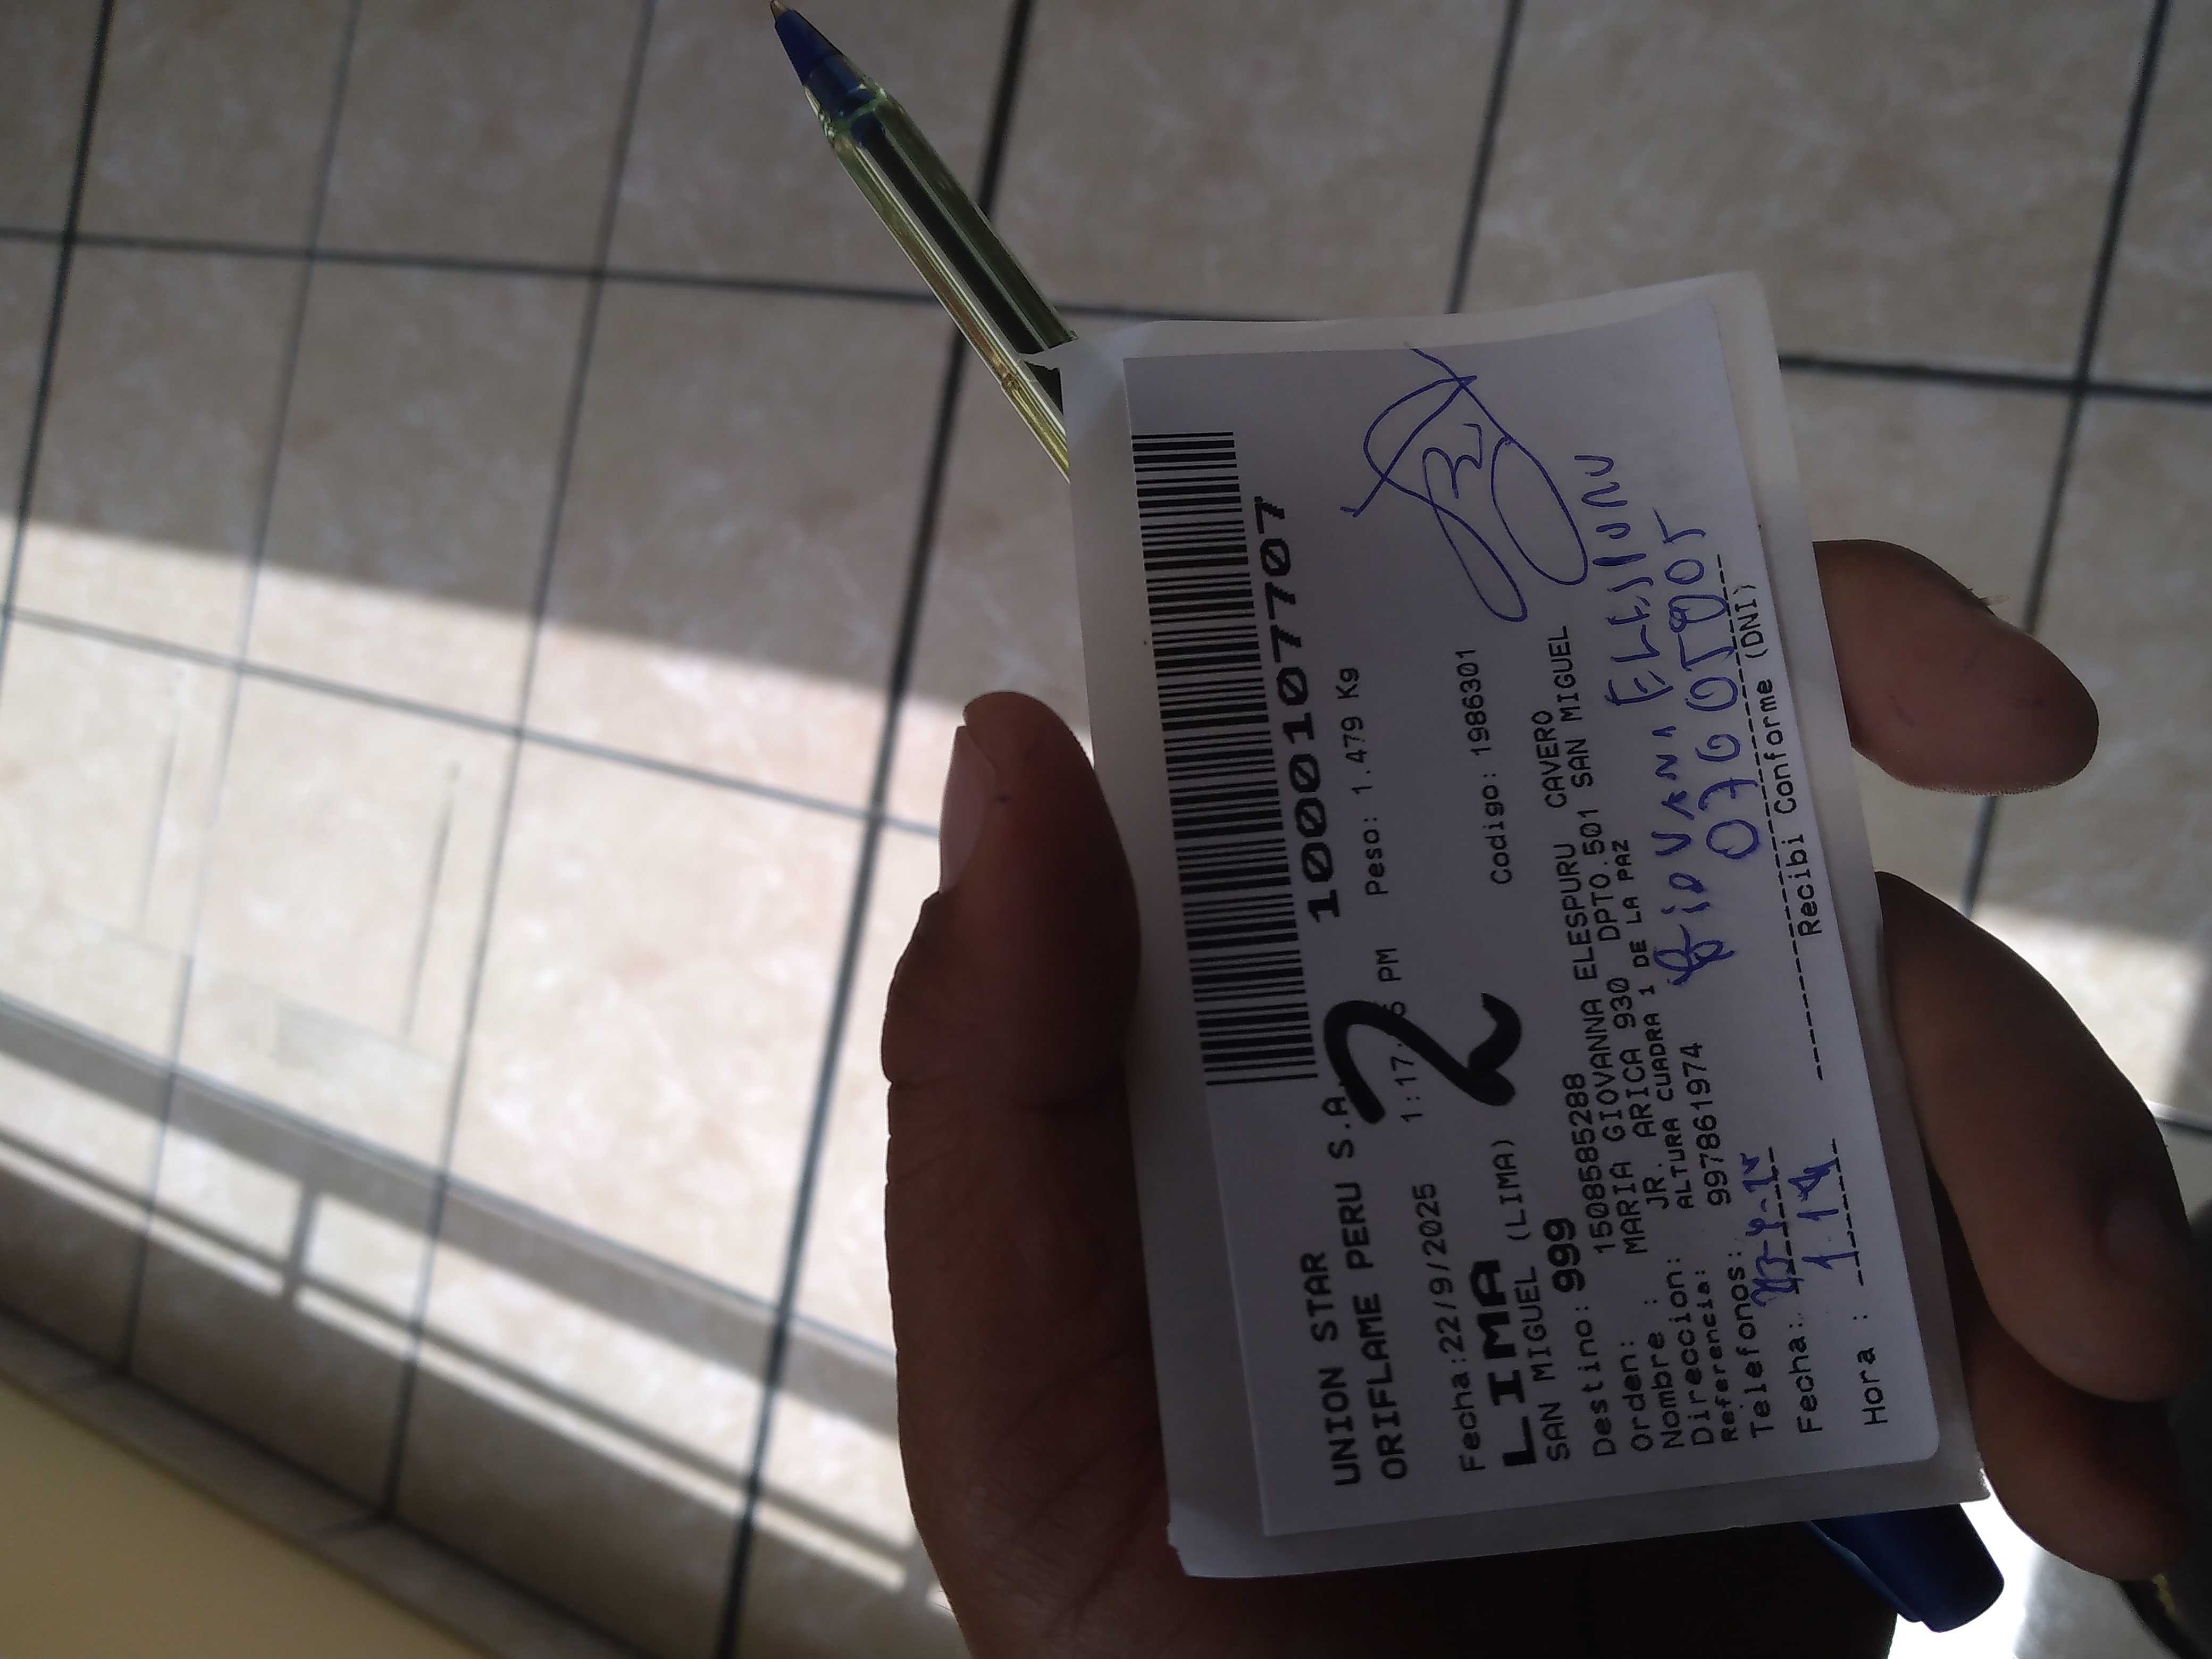 10001077707
UNION STAR
ORIFLAME PERU S.A.
Fecha:22/9/2025 1:17: PM Peso: 1.479 Kg
LIMA
2
SAN MIGUEL (LIMA) Codigo: 1986301
Destino: 999
Orden: 15085585288
Nombre : MARIA GIOVANNA ELESPURU CAVERO
Direccion: JR. ARICA 930 DPTO.501 SAN MIGUEL
Referencia: ALTURA CUADRA 1 DE LA PAZ
Telefonos: 997861974
Fecha:
Hora :
Recibi Conforme (DNI)